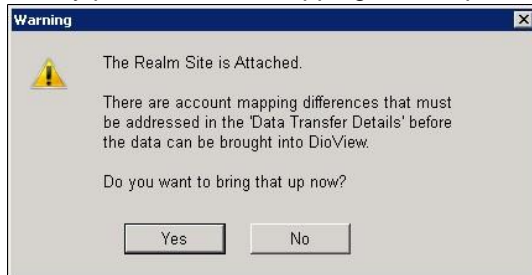 Warning
The Realm Site is Attached.
There are account mapping differences that must
be addressed in the 'Data Transfer Details' before
the data can be brought into DioView.
Do you want to bring that up now?
Yes
No